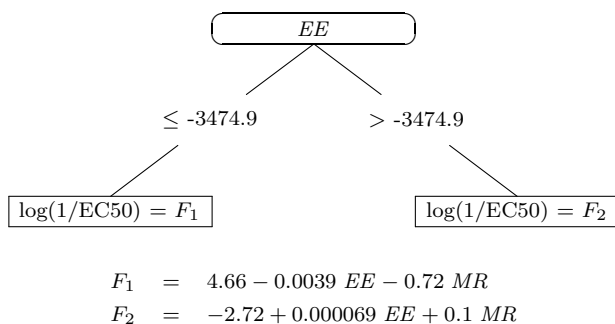 EE
≤ -3474.9
> -3474.9
log(1/EC50) = F₁
log(1/EC50) = F₂
F₁ = 4.66 − 0.0039 EE − 0.72 MR
F₂ = −2.72 + 0.000069 EE + 0.1 MR